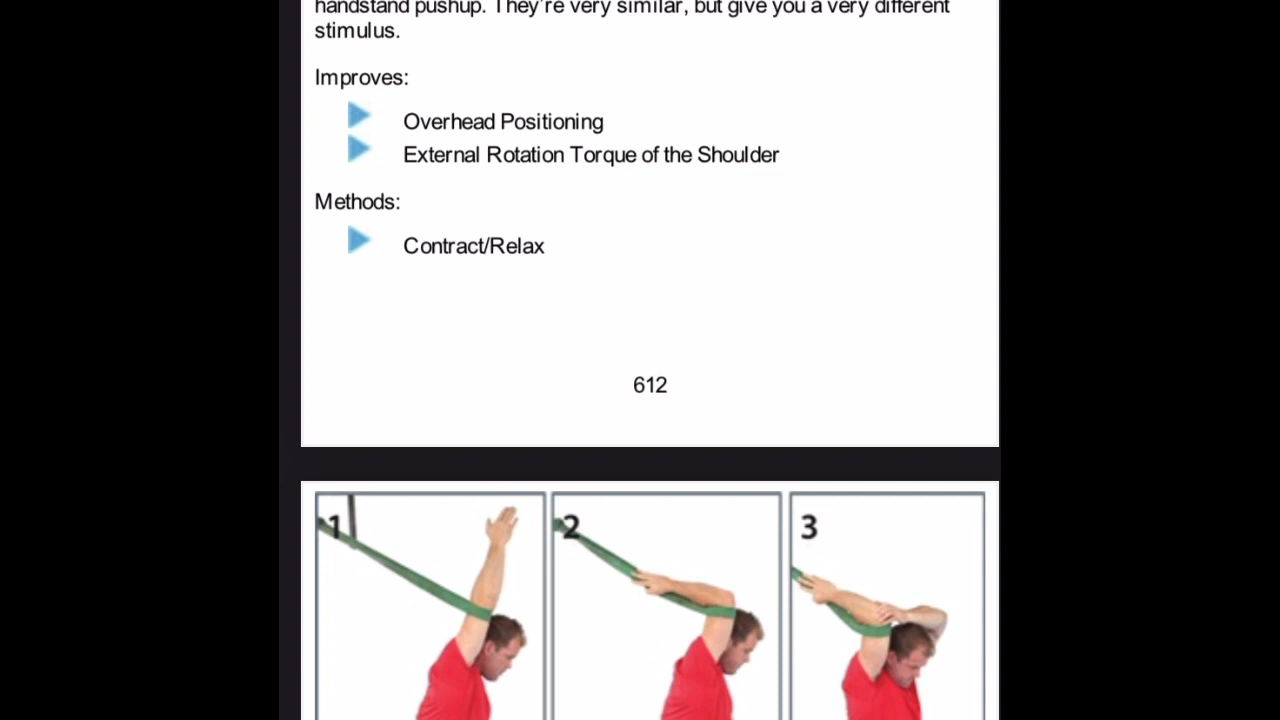 handstand pushup. They're very similar, but give you a very different
stimulus.
Improves:
Overhead Positioning
External Rotation Torque of the Shoulder
Methods:
Contract/Relax
612
1 2 3